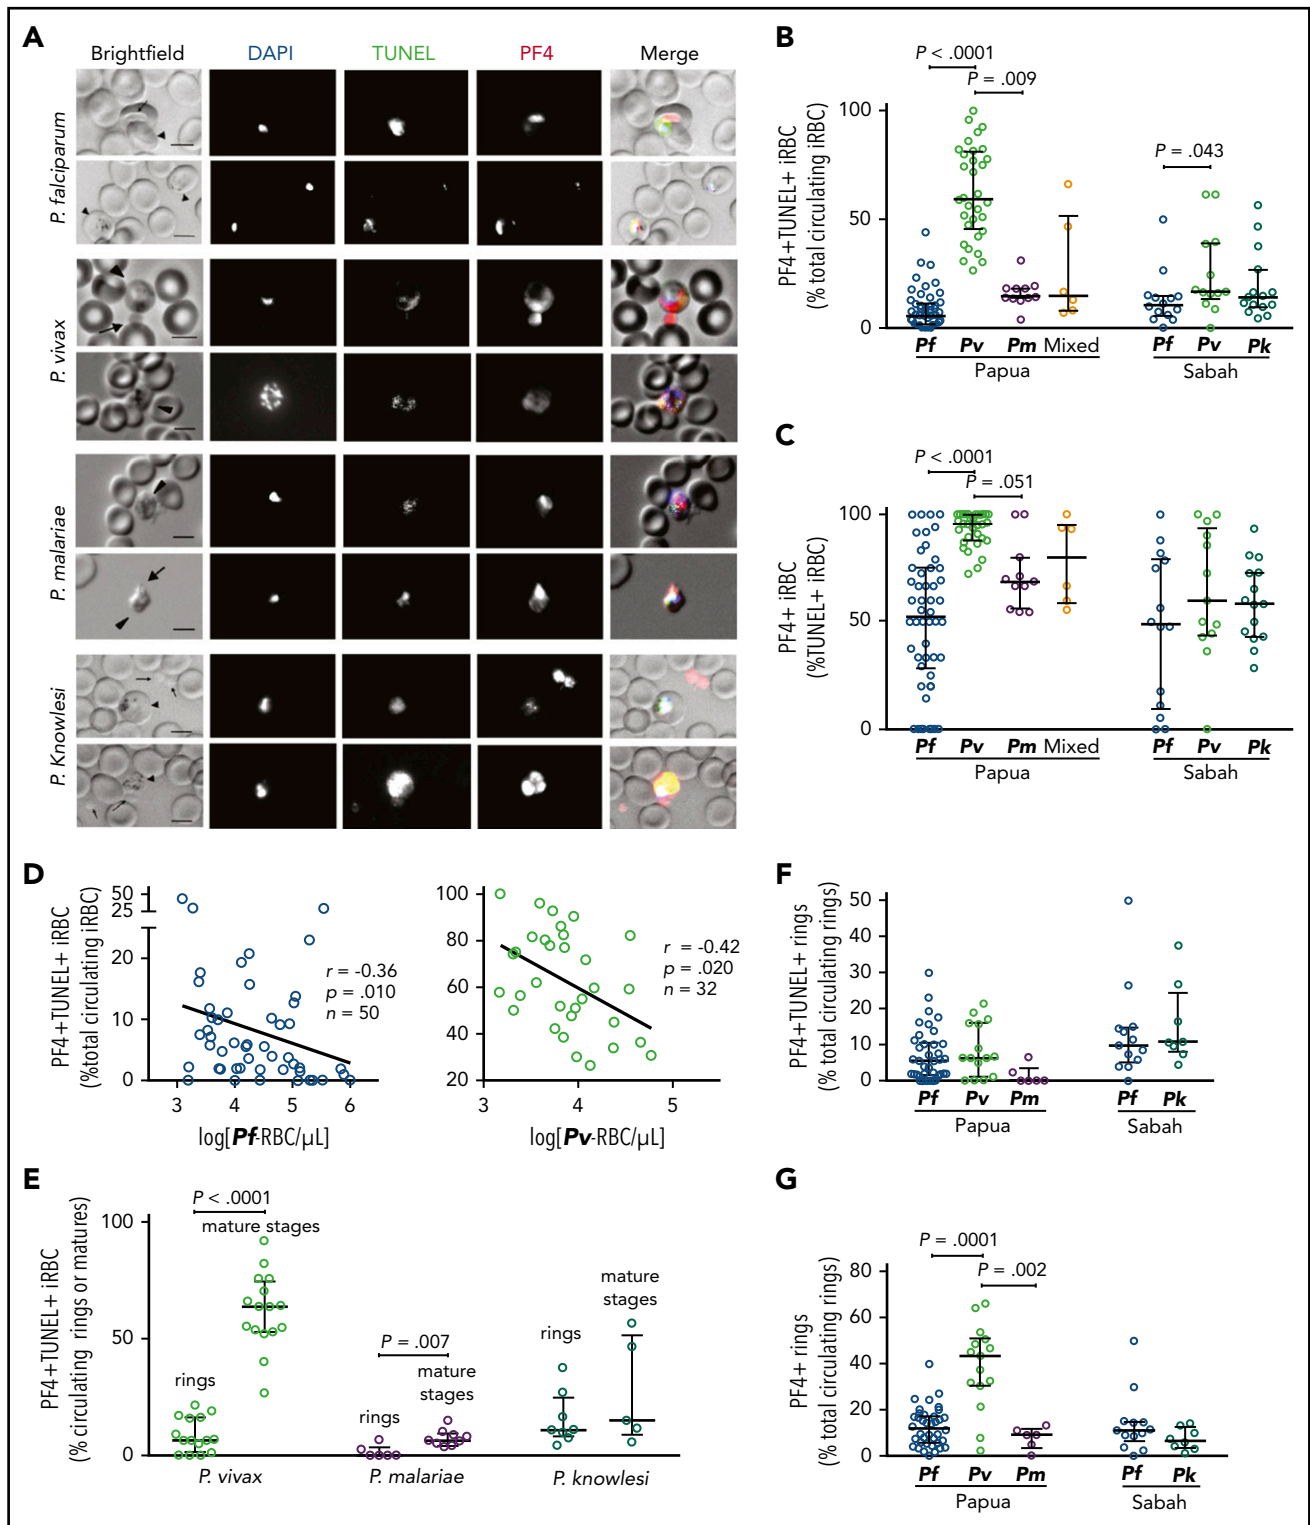 A
Brightfield
DAPI
TUNEL
PF4
Merge
P. falciparum
P. vivax
P. malariae
P. Knowlesi
B
PF4+TUNEL+ iRBC
(% total circulating iRBC)
P < .0001
P = .009
P = .043
100
50
0
Pf
Pv
Pm
Mixed
Pf
Pv
Pk
Papua
Sabah
C
PF4+ iRBC
(%TUNEL+ iRBC)
P < .0001
P = .051
100
50
0
Pf
Pv
Pm
Mixed
Pf
Pv
Pk
Papua
Sabah
D
PF4+TUNEL+ iRBC
(%total circulating iRBC)
50
25
20
10
0
r = -0.36
p = .010
n = 50
3
4
5
6
log[Pf-RBC/µL]
100
80
60
40
20
r = -0.42
p = .020
n = 32
3
4
5
log[Pv-RBC/µL]
E
PF4+TUNEL+ iRBC
(% circulating rings or matures)
P < .0001
mature stages
100
50
0
rings
P = .007
mature
stages
rings
mature
stages
rings
P. vivax
P. malariae
P. knowlesi
F
PF4+TUNEL+ rings
(% total circulating rings)
50
40
30
20
10
0
Pf
Pv
Pm
Pf
Pk
Papua
Sabah
G
PF4+ rings
(% total circulating rings)
P = .0001
P = .002
80
60
40
20
0
Pf
Pv
Pm
Pf
Pk
Papua
Sabah